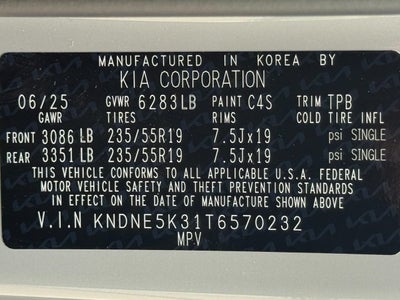 MANUFACTURED IN KOREA BY
KIA CORPORATION
06/25 GVWR 6283LB PAINT C4S TRIM TPB
GAWR TIRES RIMS COLD TIRE INFL
FRONT 3086 LB 235/55R19 7.5Jx19 psi SINGLE
REAR 3351 LB 235/55R19 7.5Jx19 psi SINGLE
THIS VEHICLE CONFORMS TO ALL APPLICABLE U.S.A. FEDERAL
MOTOR VEHICLE SAFETY AND THEFT PREVENTION STANDARDS
IN EFFECT ON THE DATE OF MANUFACTURE SHOWN ABOVE
V.I.N KNDNE5K31T6570232
MPV